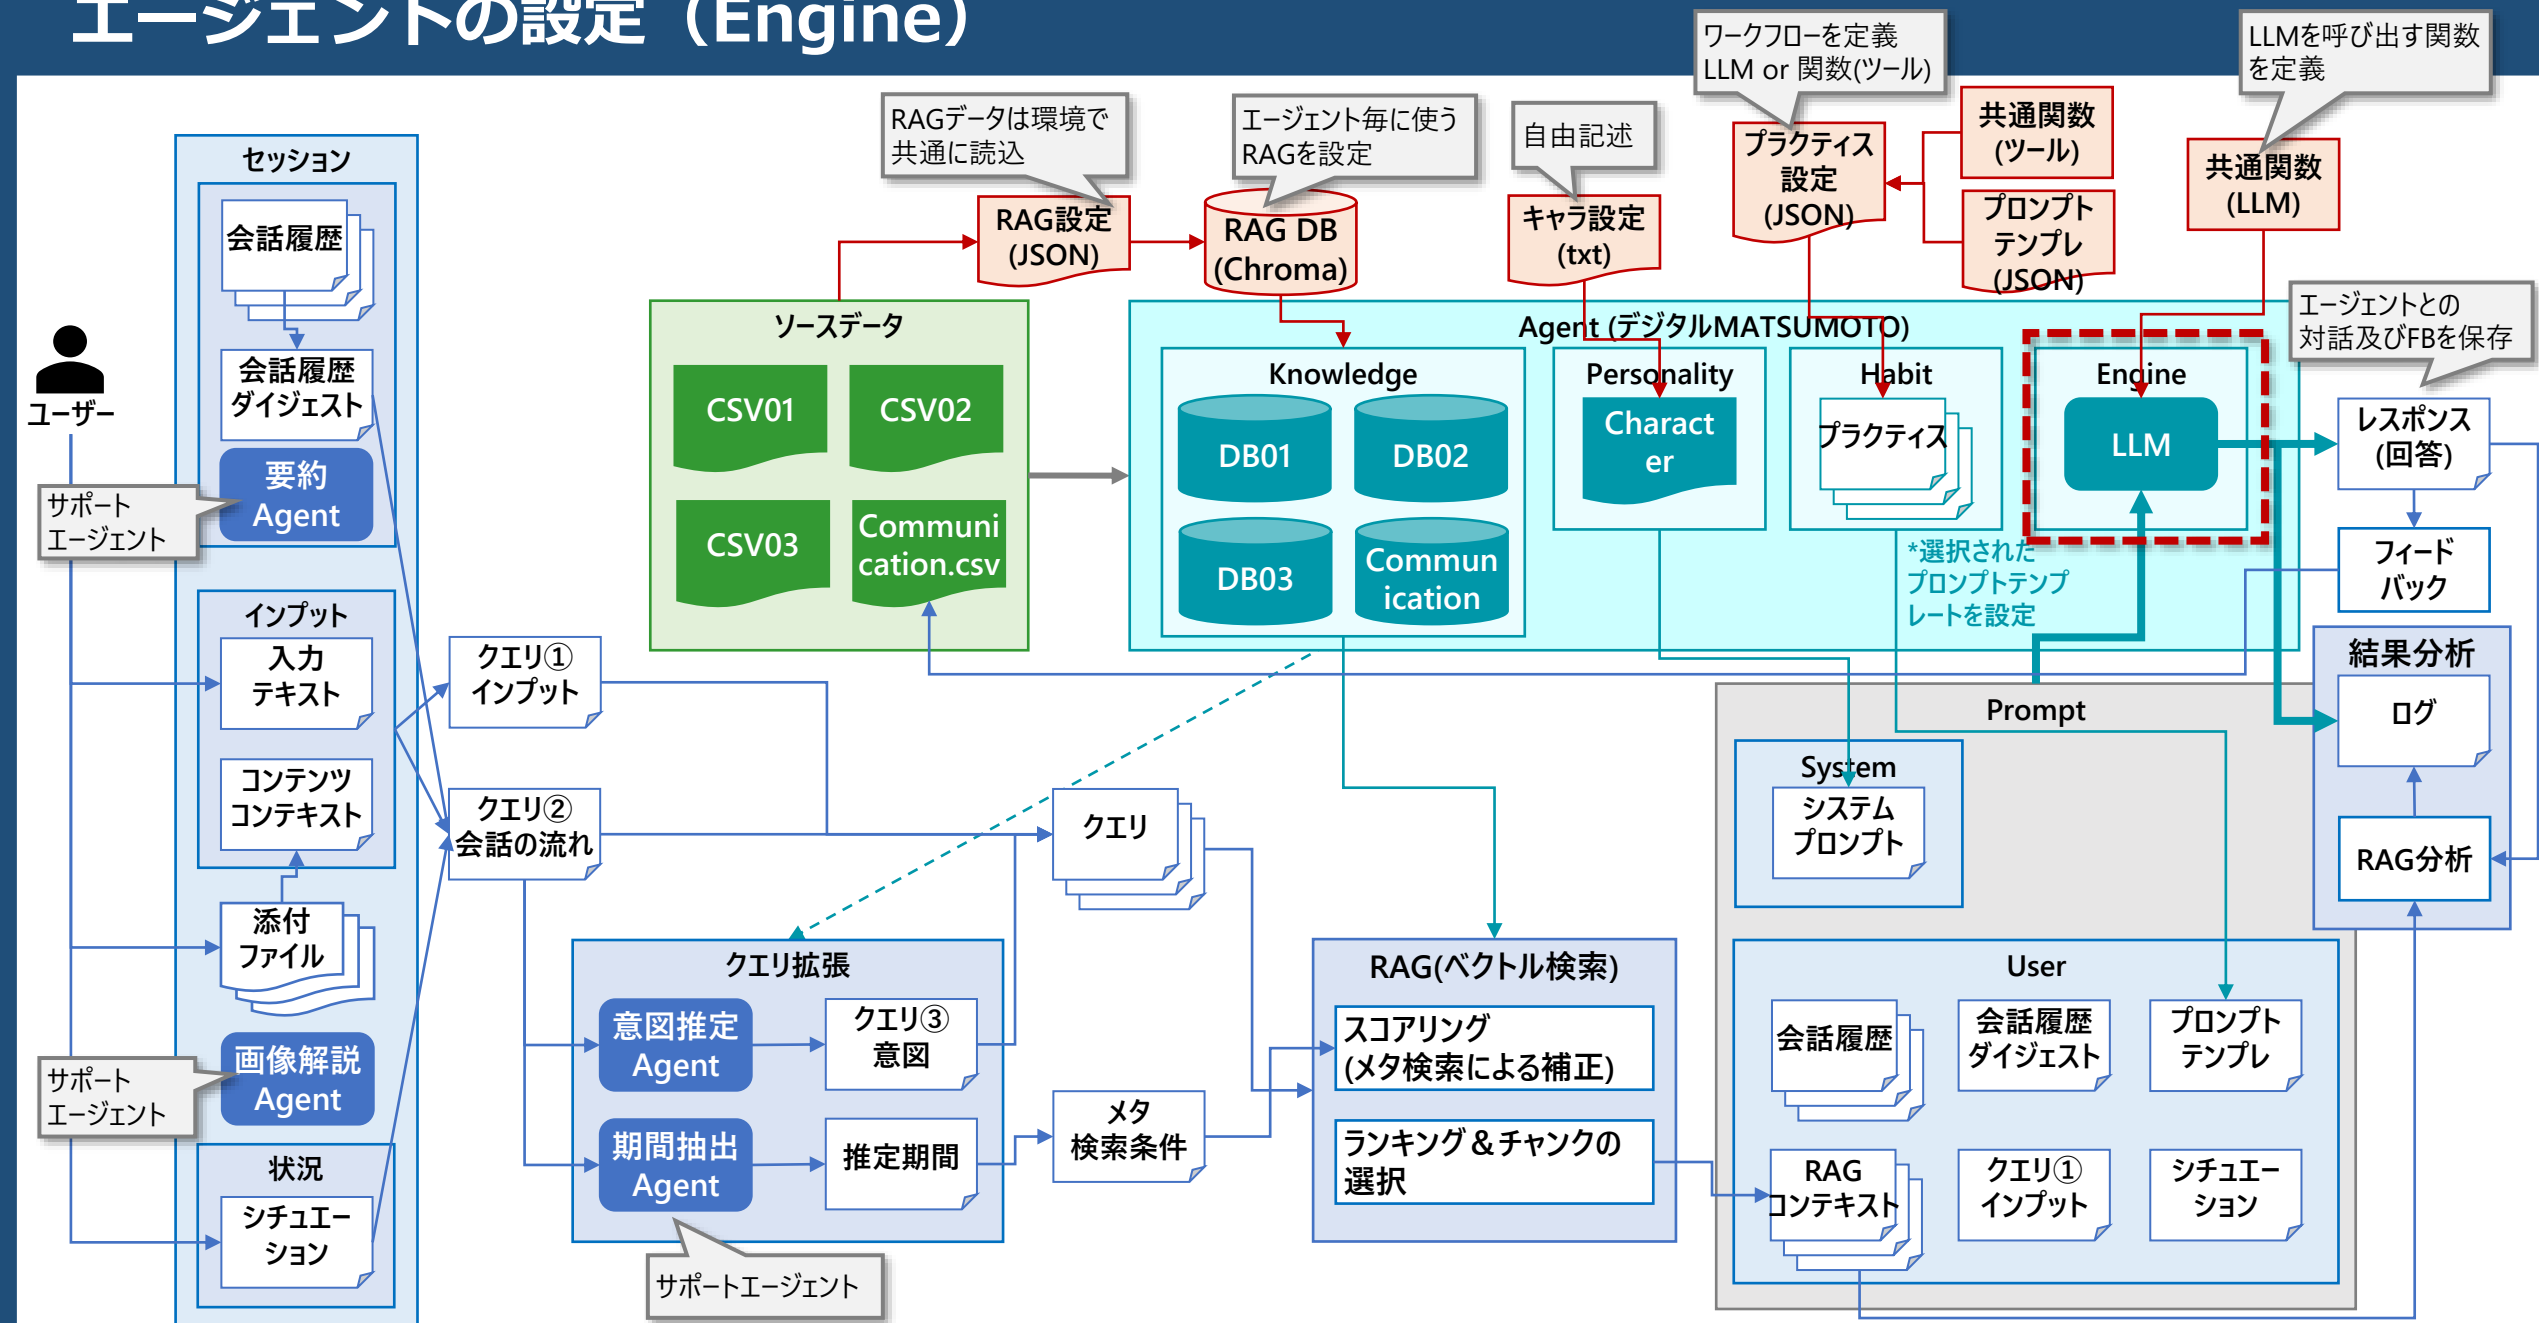 エージェントの設定（Engine）
ワークフローを定義
LLM or 関数(ツール)
LLMを呼び出す関数
を定義
RAGデータは環境で
共通に読込
エージェント毎に使う
RAGを設定
自由記述
プラクティス
設定
(JSON)
共通関数
(ツール)
プロンプト
テンプレ
(JSON)
共通関数
(LLM)
RAG設定
(JSON)
RAG DB
(Chroma)
キャラ設定
(txt)
エージェントとの
対話及びFBを保存
セッション
会話履歴
会話履歴
ダイジェスト
要約
Agent
サポート
エージェント
ユーザー
インプット
入力
テキスト
コンテンツ
コンテキスト
添付
ファイル
画像解説
Agent
サポート
エージェント
状況
シチュエー
ション
ソースデータ
CSV01
CSV02
CSV03
Communi
cation.csv
Agent (デジタルMATSUMOTO)
Knowledge
DB01
DB02
DB03
Commun
ication
Personality
Charact
er
Habit
プラクティス
*選択された
プロンプトテンプ
レートを設定
Engine
LLM
レスポンス
(回答)
フィード
バック
結果分析
ログ
RAG分析
クエリ①
インプット
クエリ②
会話の流れ
クエリ
クエリ拡張
意図推定
Agent
クエリ③
意図
期間抽出
Agent
推定期間
サポートエージェント
メタ
検索条件
RAG(ベクトル検索)
スコアリング
(メタ検索による補正)
ランキング＆チャンクの
選択
Prompt
System
システム
プロンプト
User
会話履歴
会話履歴
ダイジェスト
プロンプト
テンプレ
RAG
コンテキスト
クエリ①
インプット
シチュエー
ション